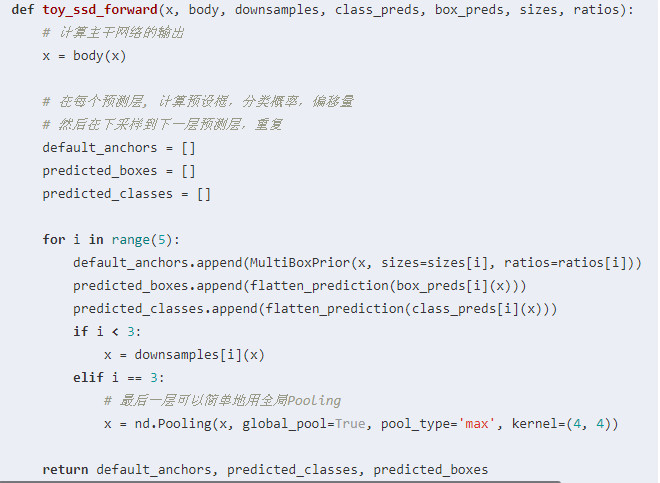 def toy_ssd_forward(x, body, downsamples, class_preds, box_preds, sizes, ratios):
    # 计算主干网络的输出
    x = body(x)

    # 在每个预测层, 计算预设框，分类概率，偏移量
    # 然后在下采样到下一层预测层，重复
    default_anchors = []
    predicted_boxes = []
    predicted_classes = []

    for i in range(5):
        default_anchors.append(MultiBoxPrior(x, sizes=sizes[i], ratios=ratios[i]))
        predicted_boxes.append(flatten_prediction(box_preds[i](x)))
        predicted_classes.append(flatten_prediction(class_preds[i](x)))
        if i < 3:
            x = downsamples[i](x)
        elif i == 3:
            # 最后一层可以简单地用全局Pooling
            x = nd.Pooling(x, global_pool=True, pool_type='max', kernel=(4, 4))

    return default_anchors, predicted_classes, predicted_boxes